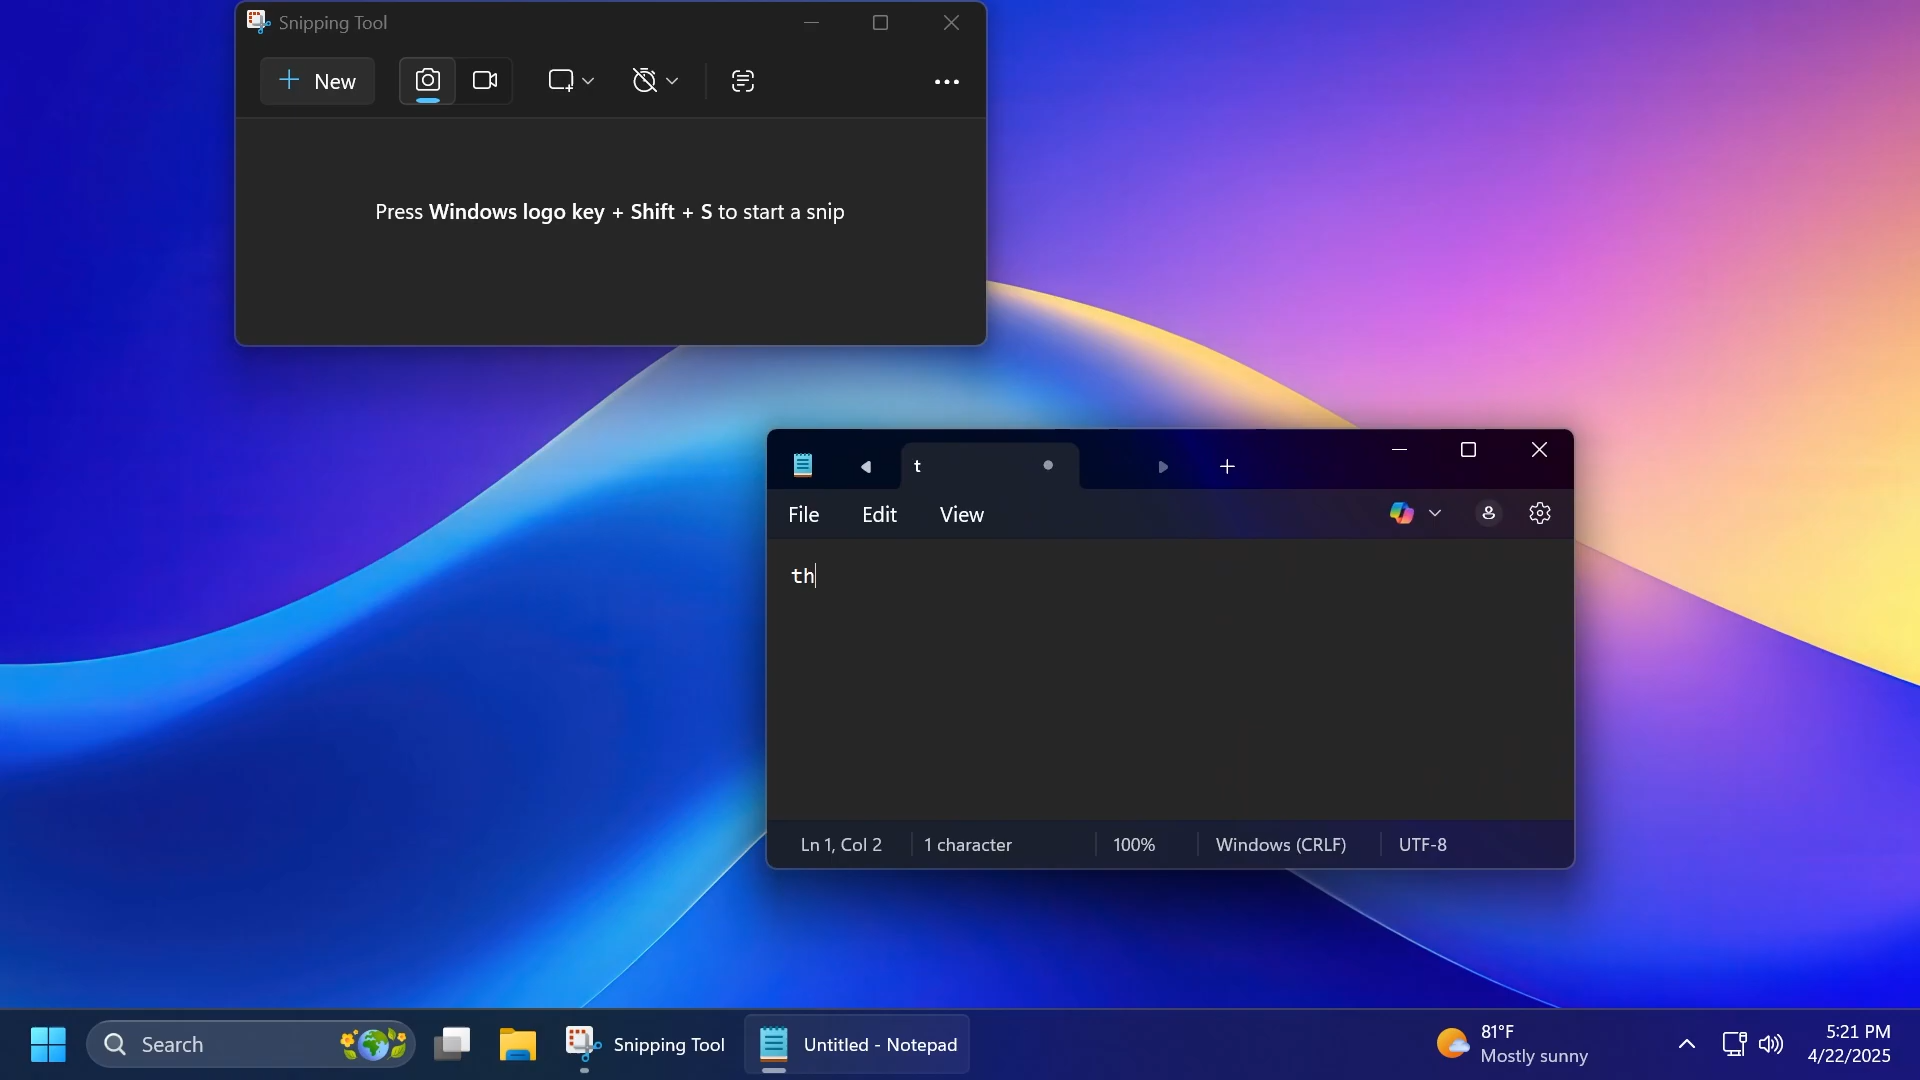 Snipping Tool
New
Press Windows logo key + Shift + S to start a snip
t
File Edit View
th
Ln 1, Col 2 1 character 100% Windows (CRLF) UTF-8
Search
Snipping Tool
Untitled - Notepad
81°F
Mostly sunny
5:21 PM
4/22/2025